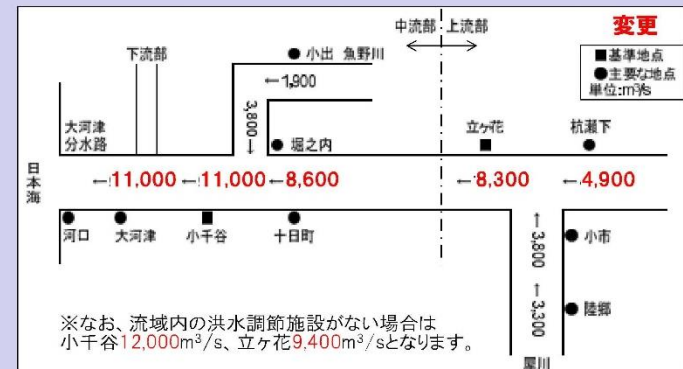 変更
中流部 上流部
■基準地点
●主要な地点
単位:m³/s
下流部
●小出 魚野川
←1,900
3,800→
大河津
分水路
●堀之内
立ヶ花
杭瀬下
日本海
←11,000 ←11,000 ←8,600 ←8,300 ←4,900
河口 大河津 小千谷 十日町
←3,800
小市
←3,300
陸郷
※なお、流域内の洪水調節施設がない場合は
小千谷12,000m³/s、立ヶ花9,400m³/sとなります。
犀川